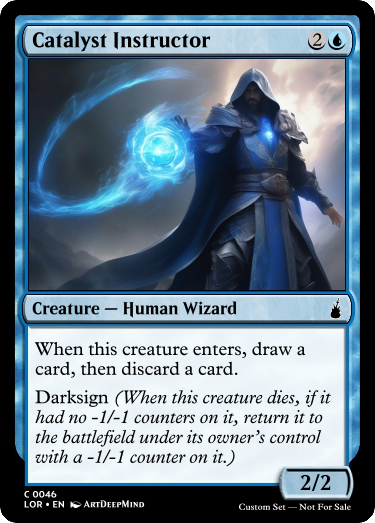 Catalyst Instructor 2
Creature — Human Wizard
When this creature enters, draw a
card, then discard a card.
Darksign (When this creature dies, if it
had no -1/-1 counters on it, return it to
the battlefield under its owner's control
with a -1/-1 counter on it.)
2/2
C 0046
LOR • EN ArtDeepMind
Custom Set — Not For Sale